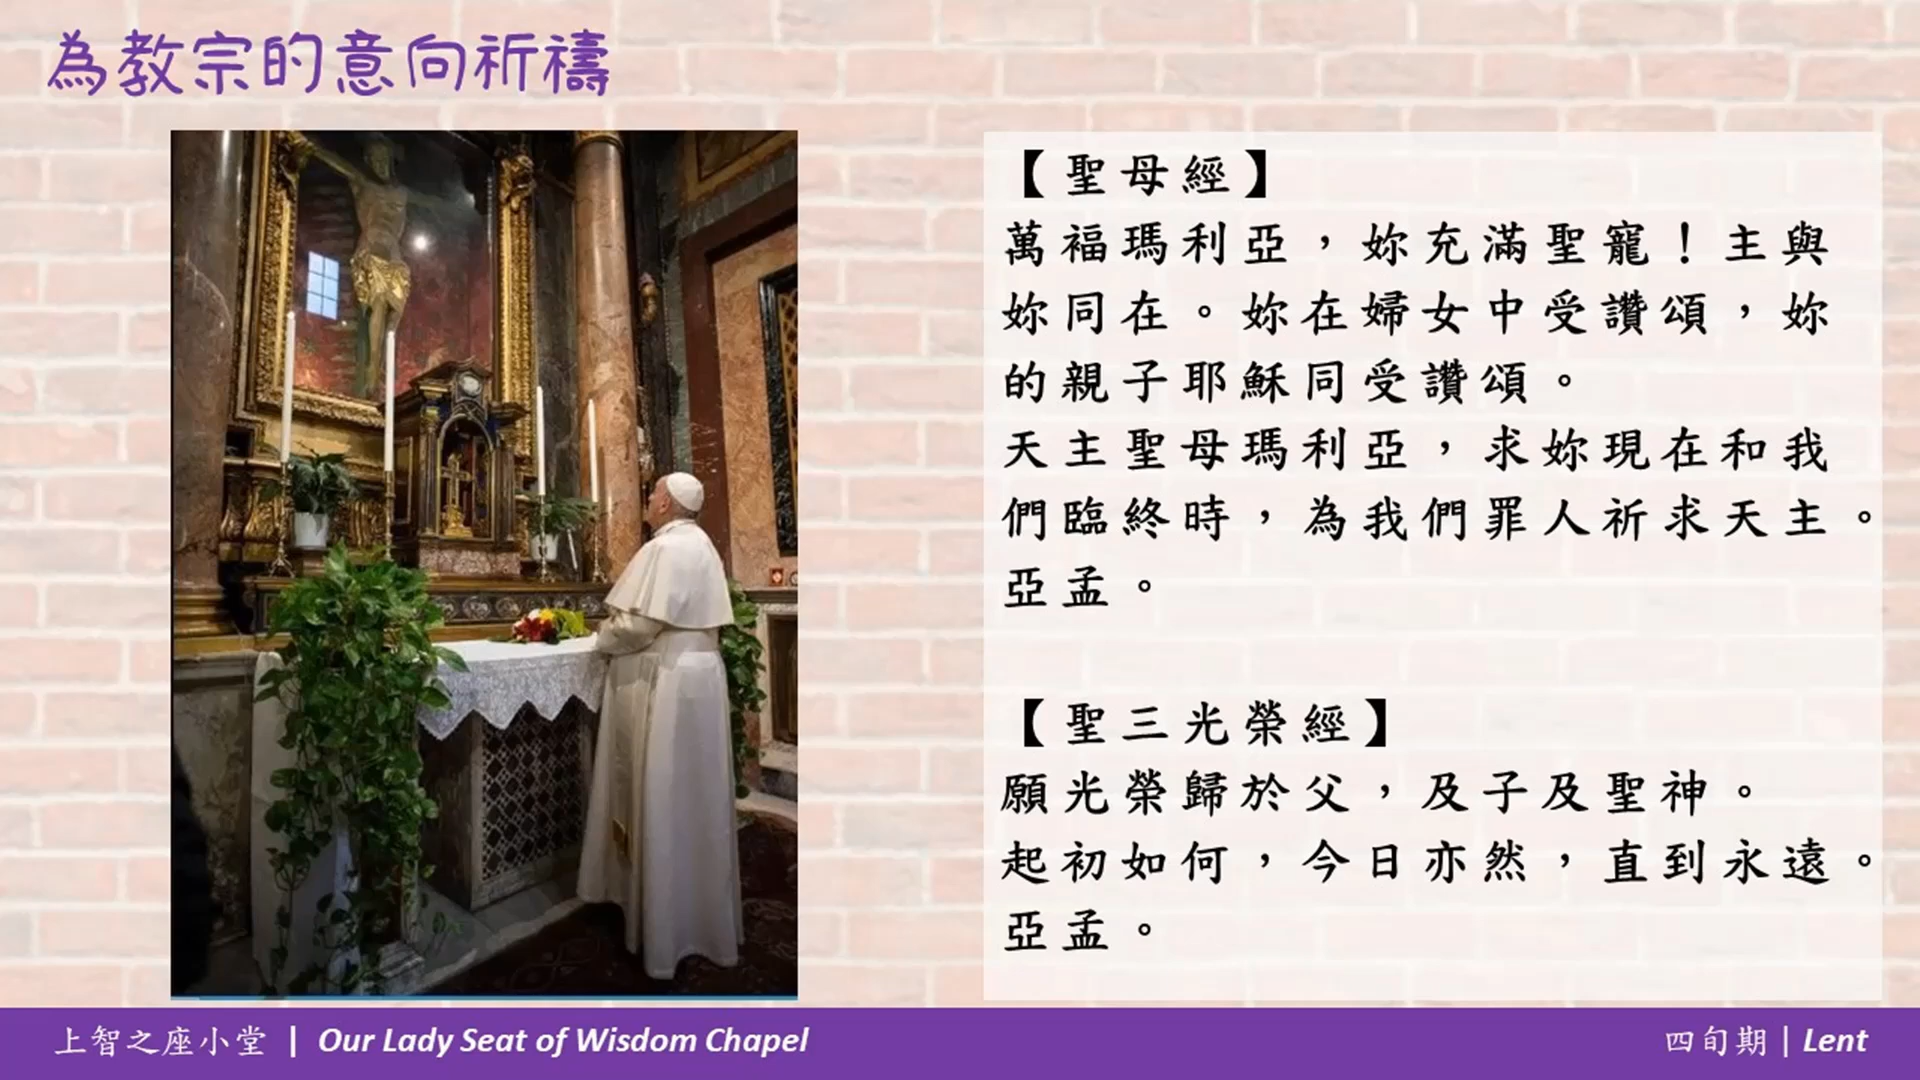 為教宗的意向祈禱
【聖母經】
萬福瑪利亞，妳充滿聖寵！主與
妳同在。妳在婦女中受讚頌，妳
的親子耶穌同受讚頌。
天主聖母瑪利亞，求妳現在和我
們臨終時，為我們罪人祈求天主。
亞孟。
【聖三光榮經】
願光榮歸於父，及子及聖神。
起初如何，今日亦然，直到永遠。
亞孟。
上智之座小堂 | Our Lady Seat of Wisdom Chapel
四旬期 | Lent